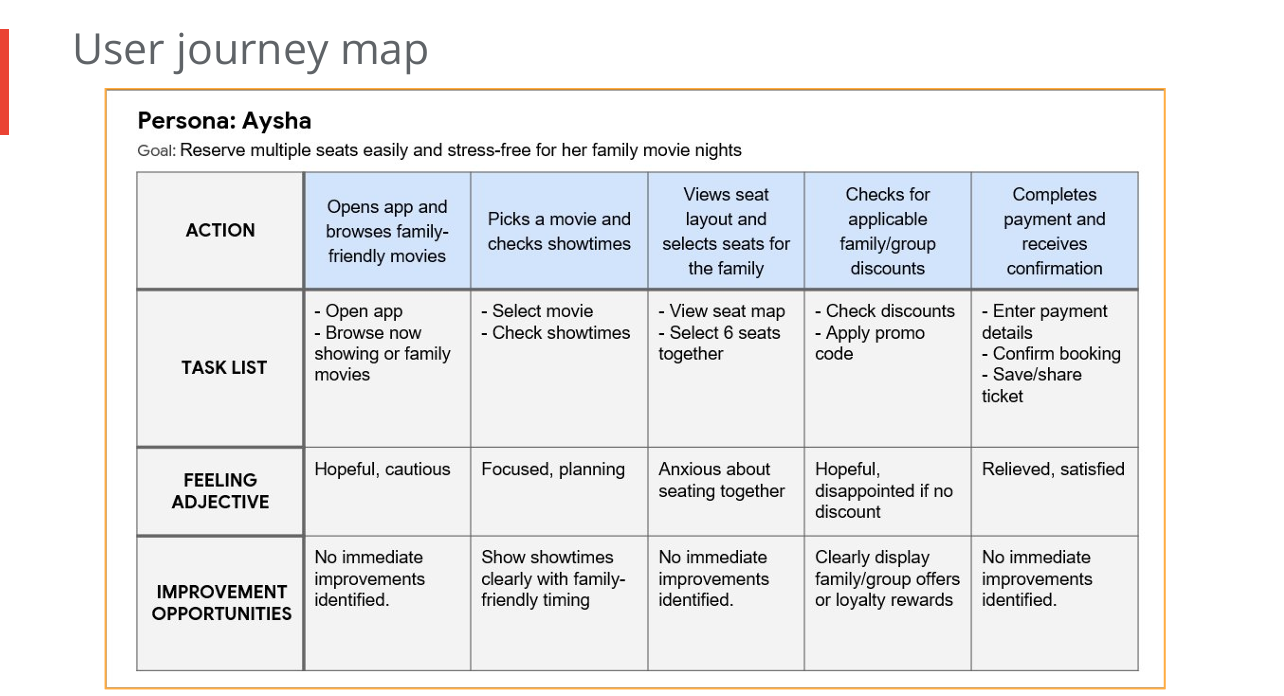 User journey map
Persona: Aysha
Goal: Reserve multiple seats easily and stress-free for her family movie nights
ACTION
Opens app and
browses family-
friendly movies
Picks a movie and
checks showtimes
Views seat
layout and
selects seats for
the family
Checks for
applicable
family/group
discounts
Completes
payment and
receives
confirmation
TASK LIST
- Open app
- Browse now
showing or family
movies
- Select movie
- Check showtimes
- View seat map
- Select 6 seats
together
- Check discounts
- Apply promo
code
- Enter payment
details
- Confirm booking
- Save/share
ticket
FEELING
ADJECTIVE
Hopeful, cautious
Focused, planning
Anxious about
seating together
Hopeful,
disappointed if no
discount
Relieved, satisfied
IMPROVEMENT
OPPORTUNITIES
No immediate
improvements
identified.
Show showtimes
clearly with family-
friendly timing
No immediate
improvements
identified.
Clearly display
family/group offers
or loyalty rewards
No immediate
improvements
identified.